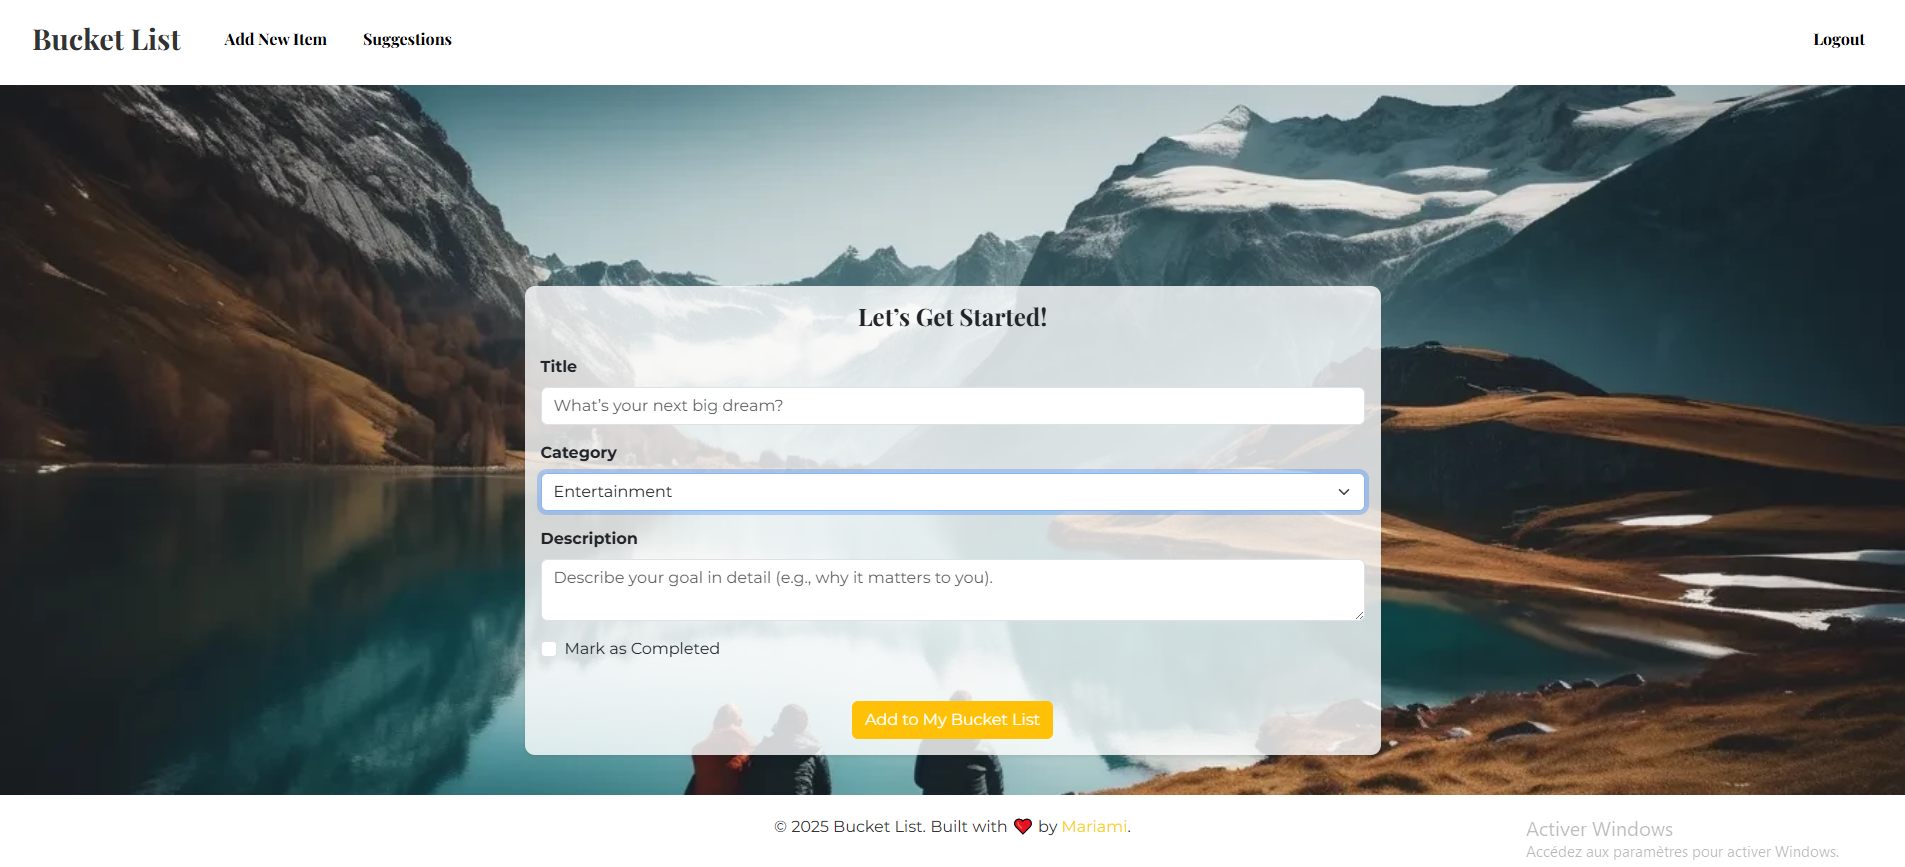 Bucket List
Add New Item
Suggestions
Logout
Let’s Get Started!
Title
What’s your next big dream?
Category
Entertainment
Description
Describe your goal in detail (e.g., why it matters to you).
Mark as Completed
Add to My Bucket List
© 2025 Bucket List. Built with ❤️ by Mariami.
Activer Windows
Accédez aux paramètres pour activer Windows.